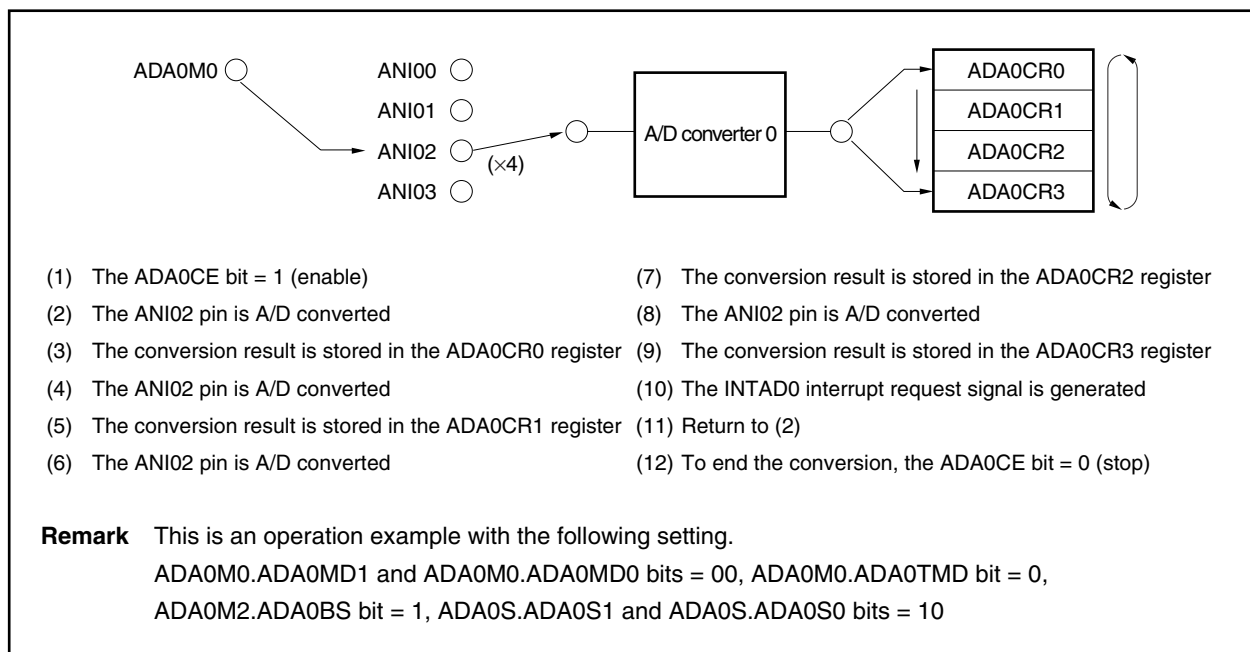 ADA0M0
ANI00
ANI01
ANI02
ANI03
(×4)
A/D converter 0
ADA0CR0
ADA0CR1
ADA0CR2
ADA0CR3
(1) The ADA0CE bit = 1 (enable)
(2) The ANI02 pin is A/D converted
(3) The conversion result is stored in the ADA0CR0 register
(4) The ANI02 pin is A/D converted
(5) The conversion result is stored in the ADA0CR1 register
(6) The ANI02 pin is A/D converted
(7) The conversion result is stored in the ADA0CR2 register
(8) The ANI02 pin is A/D converted
(9) The conversion result is stored in the ADA0CR3 register
(10) The INTAD0 interrupt request signal is generated
(11) Return to (2)
(12) To end the conversion, the ADA0CE bit = 0 (stop)
Remark This is an operation example with the following setting.
ADA0M0.ADA0MD1 and ADA0M0.ADA0MD0 bits = 00, ADA0M0.ADA0TMD bit = 0,
ADA0M2.ADA0BS bit = 1, ADA0S.ADA0S1 and ADA0S.ADA0S0 bits = 10